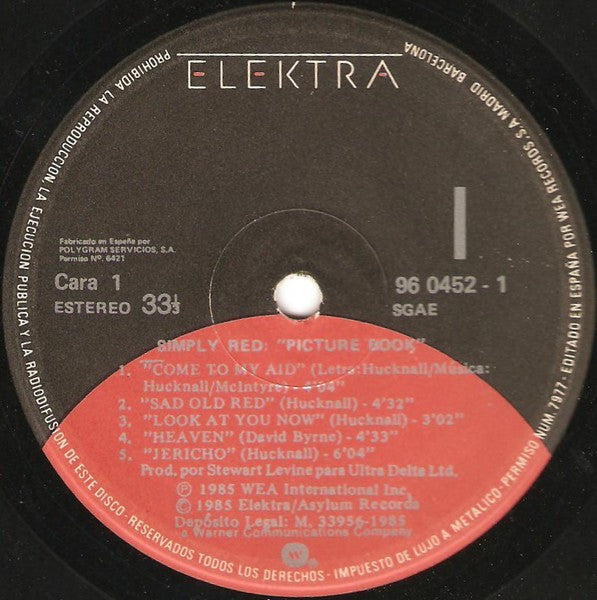 ELEKTRA
PROHIBIDA LA REPRODUCCION, LA EJECUCION PUBLICA Y LA RADIODIFUSION DE ESTE DISCO - RESERVADOS TODOS LOS DERECHOS - IMPUESTO DE LUJO A METALICO - PERMISO NUM. 7977 - EDITADO EN ESPAÑA POR WEA RECORDS, S.A. MADRID BARCELONA
I
Fabricado en España por
POLYGRAM SERVICIOS, S.A.
Permiso Nº. 6421
Cara 1
96 0452 - 1
ESTEREO 33⅓
SGAE
SIMPLY RED: "PICTURE BOOK"
1. "COME TO MY AID" (Letra: Hucknall/Música:
Hucknall/McIntyre) - 4'04"
2. "SAD OLD RED" (Hucknall) - 4'32"
3. "LOOK AT YOU NOW" (Hucknall) - 3'02"
4. "HEAVEN" (David Byrne) - 4'33"
5. "JERICHO" (Hucknall) - 6'04"
Prod. por Stewart Levine para Ultra Delta Ltd.
Ⓟ 1985 WEA International Inc.
© 1985 Elektra/Asylum Records
Depósito Legal: M. 33956-1985
a Warner Communications Company